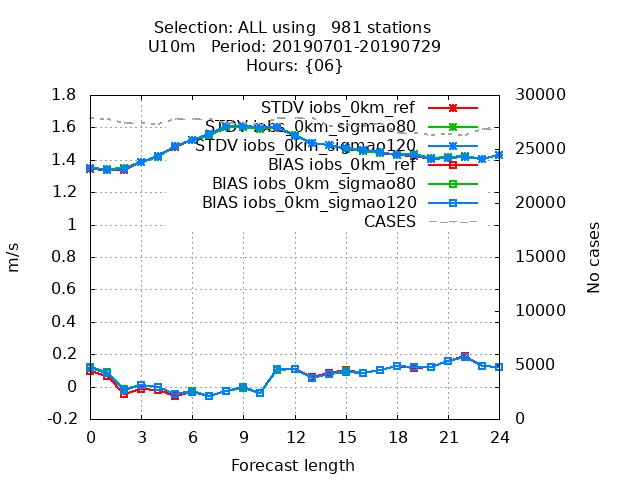 Selection: ALL using   981 stations
U10m   Period: 20190701-20190729
Hours: {06}
1.8
1.6
1.4
1.2
1
0.8
0.6
0.4
0.2
0
-0.2
m/s
STDV iobs_0km_ref
STDV iobs_0km_sigmao80
STDV iobs_0km_sigmao120
BIAS iobs_0km_ref
BIAS iobs_0km_sigmao80
BIAS iobs_0km_sigmao120
CASES
30000
25000
20000
15000
10000
5000
0
No cases
0 3 6 9 12 15 18 21 24
Forecast length